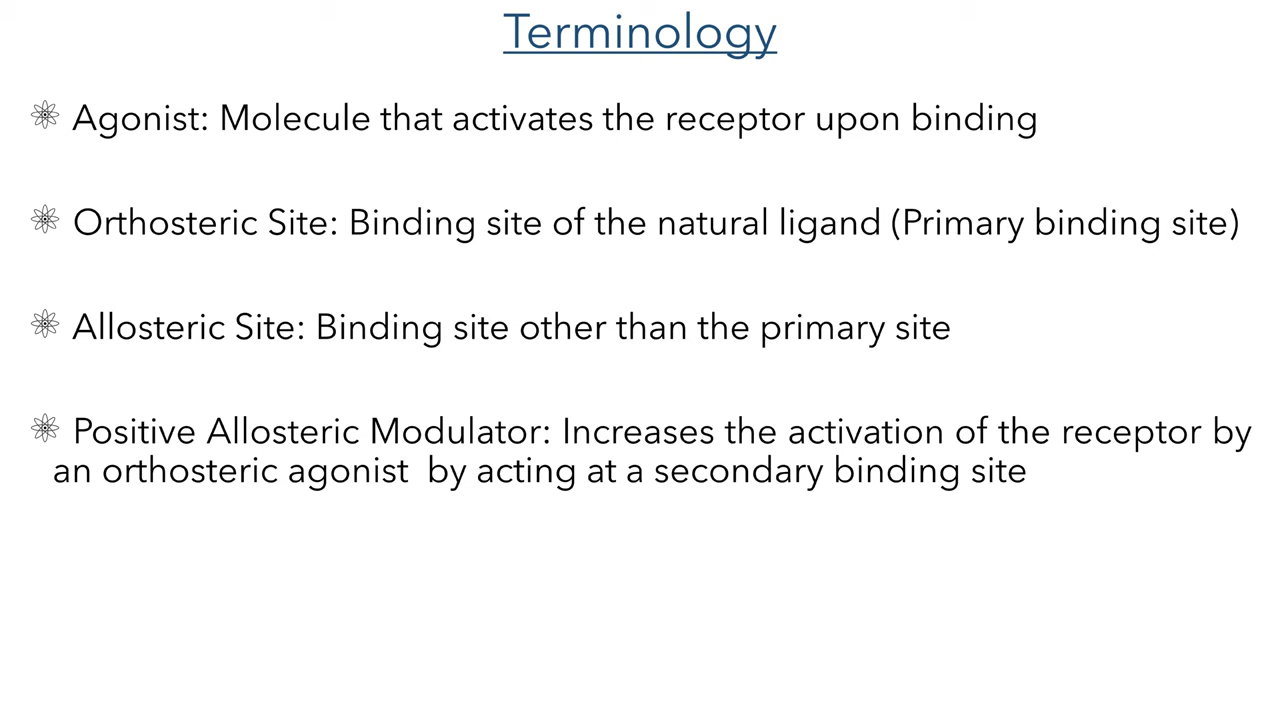 Terminology
Agonist: Molecule that activates the receptor upon binding
Orthosteric Site: Binding site of the natural ligand (Primary binding site)
Allosteric Site: Binding site other than the primary site
Positive Allosteric Modulator: Increases the activation of the receptor by
an orthosteric agonist  by acting at a secondary binding site